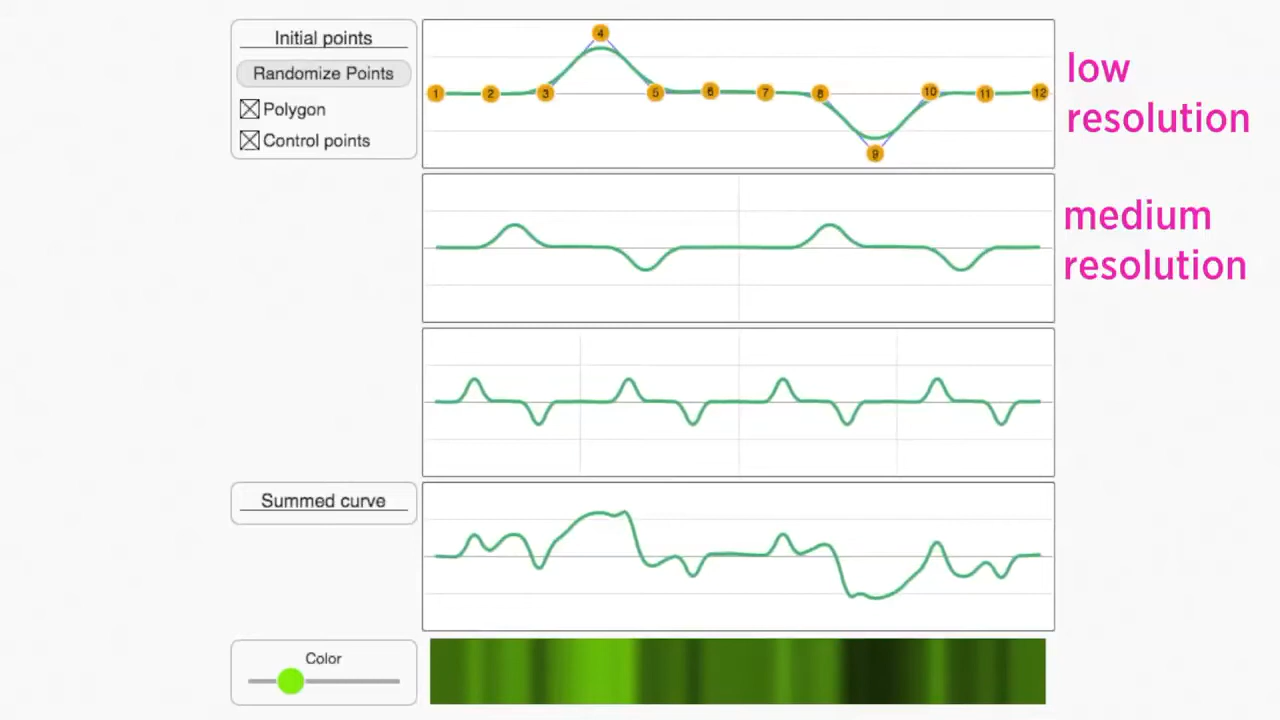 Initial points
Randomize Points
Polygon
Control points
1 2 3 4 5 6 7 8 9 10 11 12
low
resolution
medium
resolution
Summed curve
Color